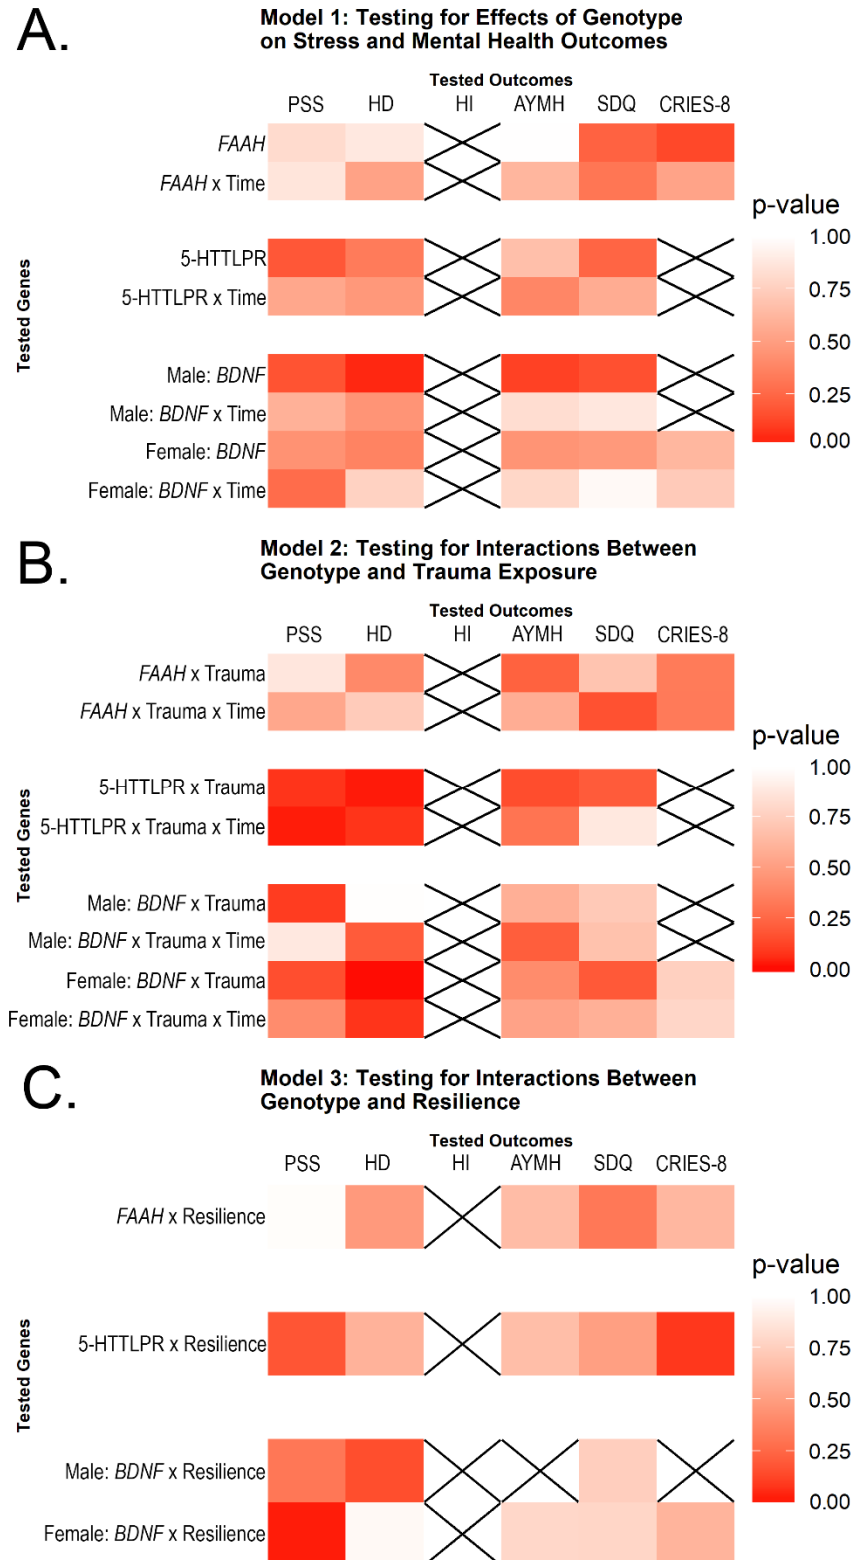 A.
Model 1: Testing for Effects of Genotype
on Stress and Mental Health Outcomes
Tested Outcomes
PSS HD HI AYMH SDQ CRIES-8
Tested Genes
FAAH
FAAH x Time
5-HTTLPR
5-HTTLPR x Time
Male: BDNF
Male: BDNF x Time
Female: BDNF
Female: BDNF x Time
p-value
1.00
0.75
0.50
0.25
0.00
B.
Model 2: Testing for Interactions Between
Genotype and Trauma Exposure
Tested Outcomes
PSS HD HI AYMH SDQ CRIES-8
Tested Genes
FAAH x Trauma
FAAH x Trauma x Time
5-HTTLPR x Trauma
5-HTTLPR x Trauma x Time
Male: BDNF x Trauma
Male: BDNF x Trauma x Time
Female: BDNF x Trauma
Female: BDNF x Trauma x Time
p-value
1.00
0.75
0.50
0.25
0.00
C.
Model 3: Testing for Interactions Between
Genotype and Resilience
Tested Outcomes
PSS HD HI AYMH SDQ CRIES-8
Tested Genes
FAAH x Resilience
5-HTTLPR x Resilience
Male: BDNF x Resilience
Female: BDNF x Resilience
p-value
1.00
0.75
0.50
0.25
0.00